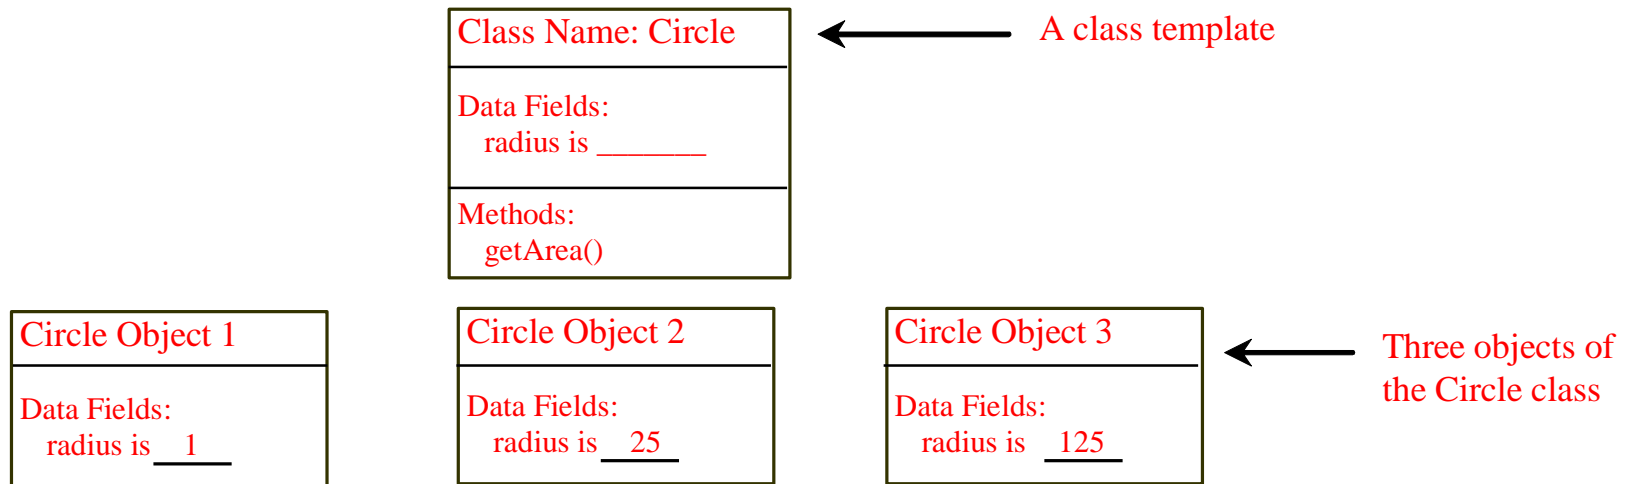 Class Name: Circle
A class template
Data Fields:
radius is _______
Methods:
getArea()
Circle Object 1
Data Fields:
radius is 1
Circle Object 2
Data Fields:
radius is 25
Circle Object 3
Data Fields:
radius is 125
Three objects of
the Circle class